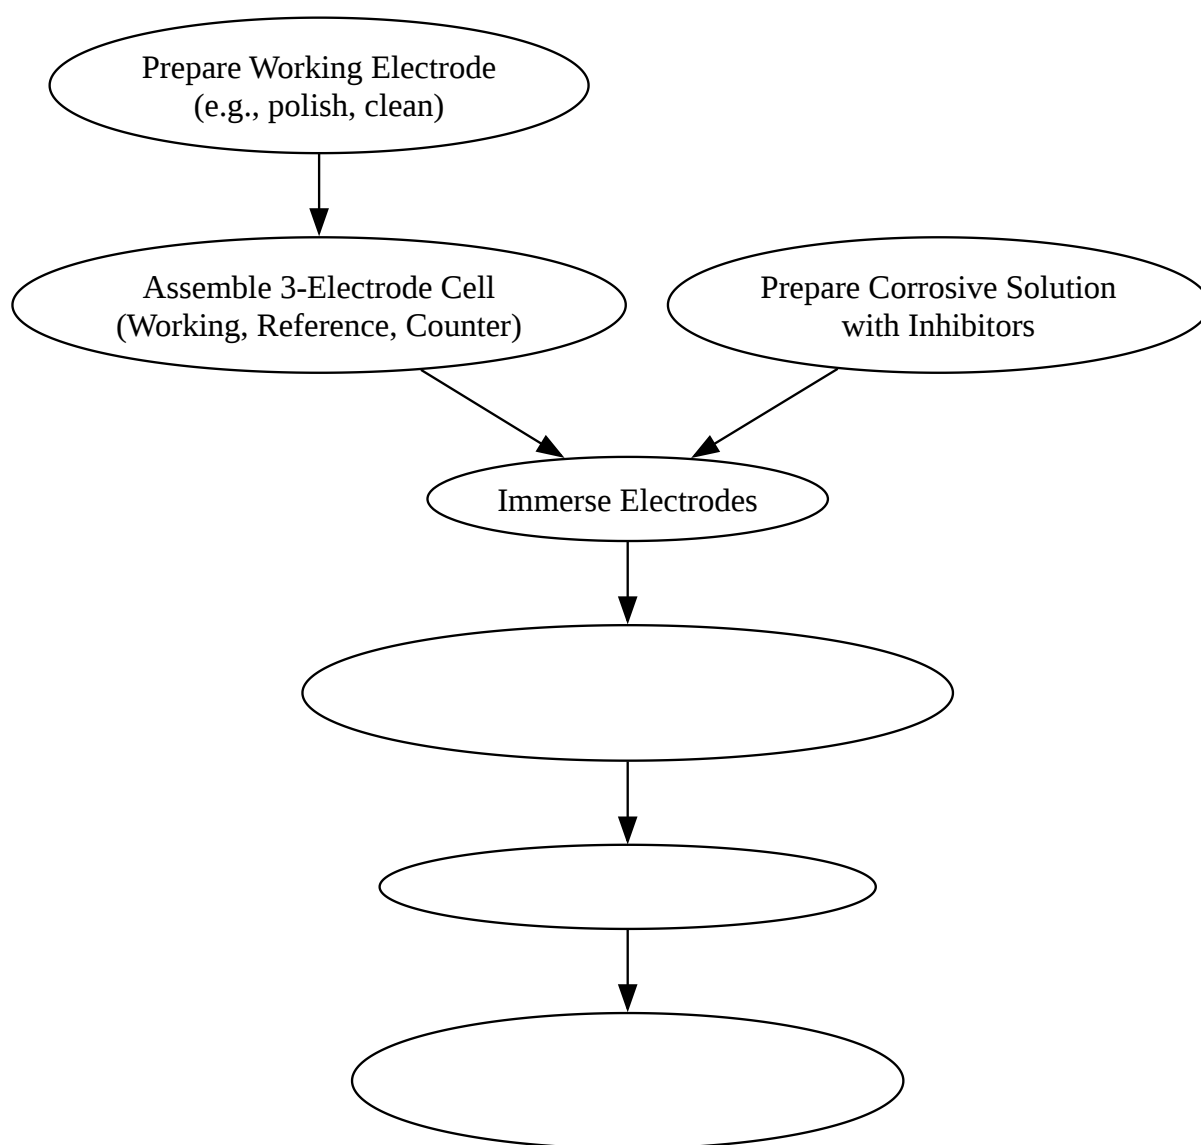 Prepare Working Electrode
(e.g., polish, clean)
Assemble 3-Electrode Cell
(Working, Reference, Counter)
Prepare Corrosive Solution
with Inhibitors
Immerse Electrodes